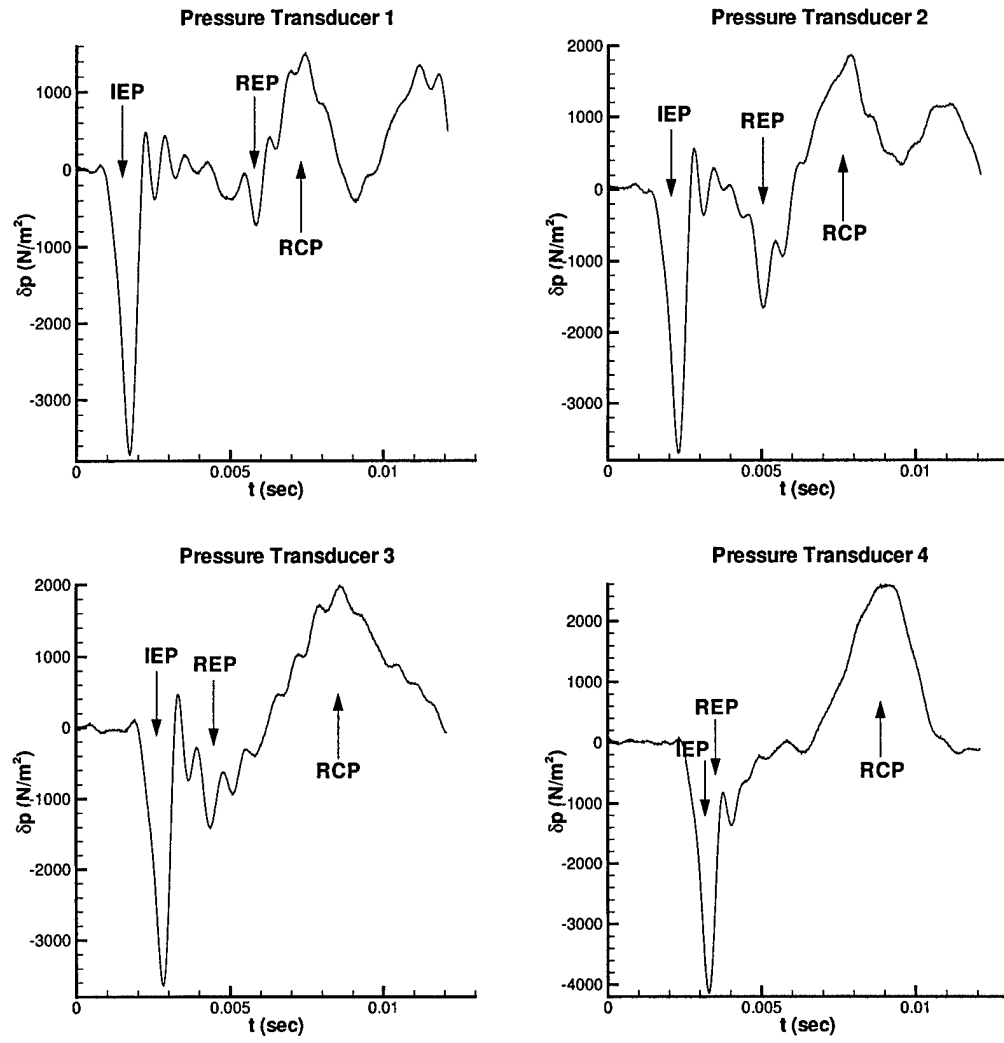 Pressure Transducer 1
IEP
REP
RCP
1000
0
-1000
-2000
-3000
δp (N/m²)
0
0.005
0.01
t (sec)
Pressure Transducer 2
IEP
REP
RCP
2000
1000
0
-1000
-2000
-3000
δp (N/m²)
0
0.005
0.01
t (sec)
Pressure Transducer 3
IEP
REP
RCP
2000
1000
0
-1000
-2000
-3000
δp (N/m²)
0
0.005
0.01
t (sec)
Pressure Transducer 4
REP
IEP
RCP
2000
1000
0
-1000
-2000
-3000
-4000
δp (N/m²)
0
0.005
0.01
t (sec)